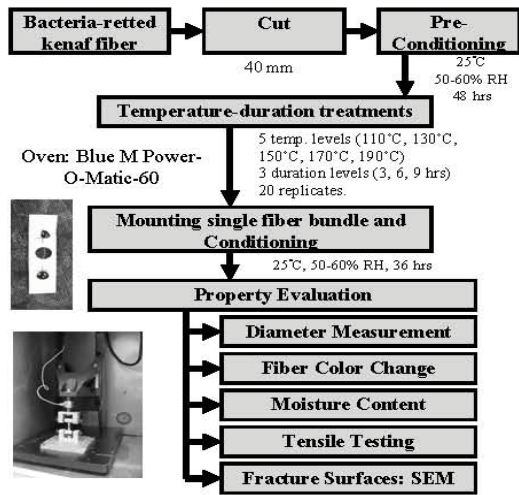 Bacteria-retted
kenaf fiber
Cut
Pre-
Conditioning
40 mm
25°C
50-60% RH
48 hrs
Temperature-duration treatments
Oven: Blue M Power-
O-Matic-60
5 temp. levels (110°C, 130°C,
150°C, 170°C, 190°C)
3 duration levels (3, 6, 9 hrs)
20 replicates.
Mounting single fiber bundle and
Conditioning
25°C, 50-60% RH, 36 hrs
Property Evaluation
Diameter Measurement
Fiber Color Change
Moisture Content
Tensile Testing
Fracture Surfaces: SEM